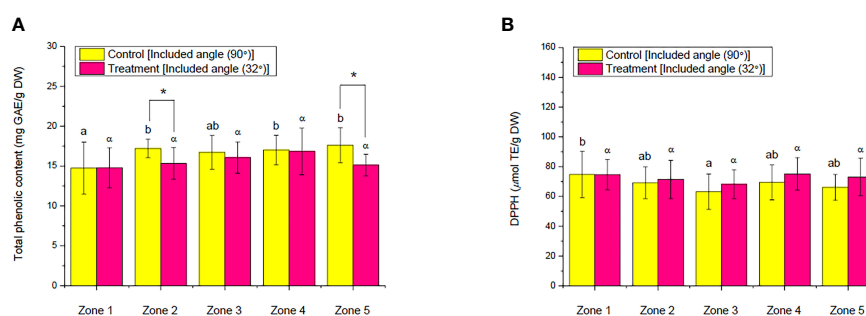 A
Total phenolic content (mg GAE/g DW)
30
25
20
15
10
5
0
Control [Included angle (90°)]
Treatment [Included angle (32°)]
a α
b * α
ab α
b α
b * α
Zone 1 Zone 2 Zone 3 Zone 4 Zone 5
B
DPPH (μmol TE/g DW)
160
140
120
100
80
60
40
20
0
Control [Included angle (90°)]
Treatment [Included angle (32°)]
b α
ab α
a α
ab α
ab α
Zone 1 Zone 2 Zone 3 Zone 4 Zone 5